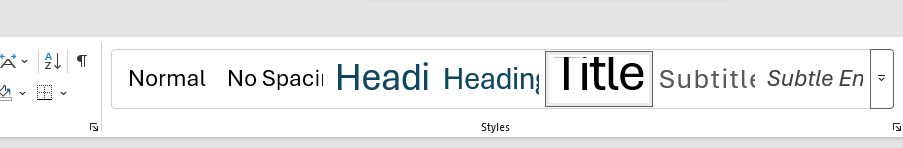 Normal No Spacin Headi Heading Title Subtitle Subtle En
Styles